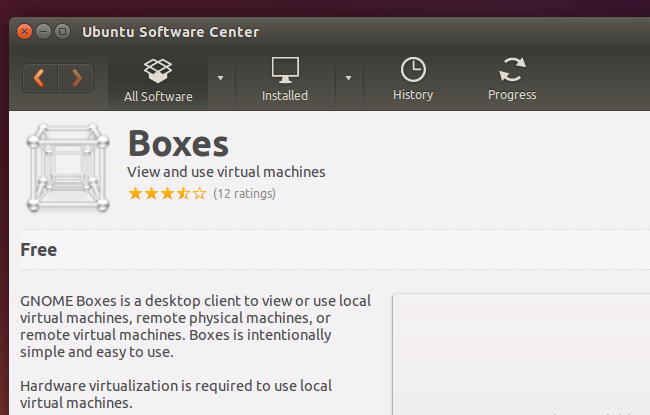 Ubuntu Software Center
All Software
Installed
History
Progress
Boxes
View and use virtual machines
(12 ratings)
Free
GNOME Boxes is a desktop client to view or use local
virtual machines, remote physical machines, or
remote virtual machines. Boxes is intentionally
simple and easy to use.
Hardware virtualization is required to use local
virtual machines.